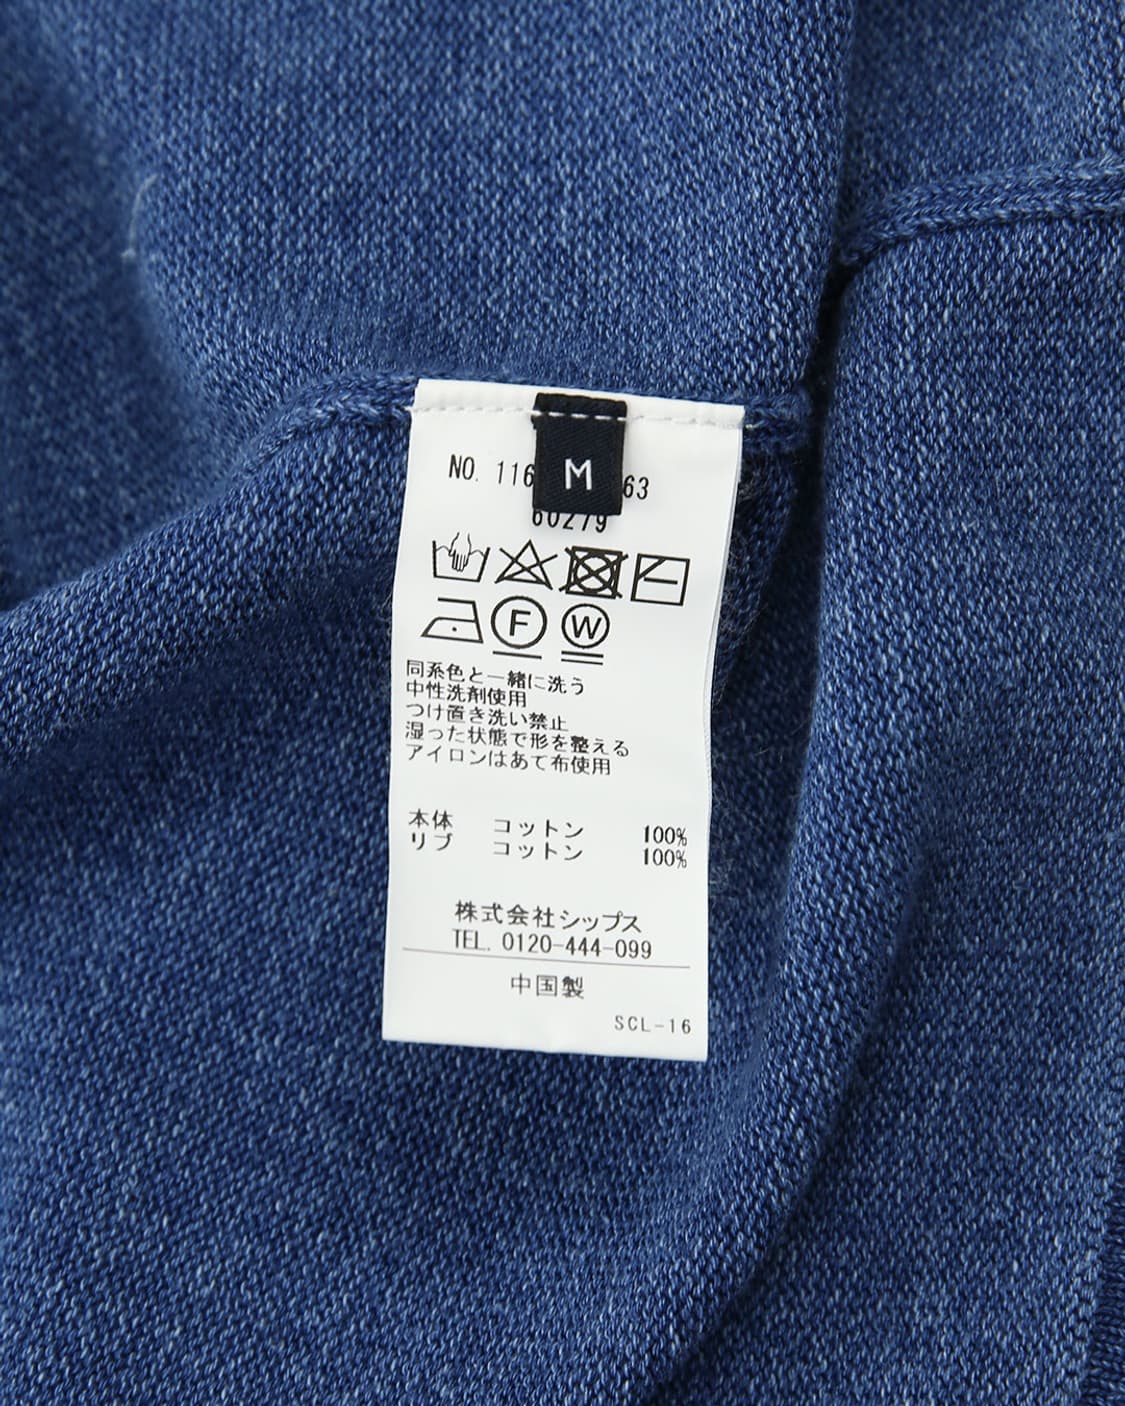 M
NO. 116 63
60279
F W
同系色と一緒に洗う
中性洗剤使用
つけ置き洗い禁止
湿った状態で形を整える
アイロンはあて布使用
本体 コットン 100%
リブ コットン 100%
株式会社シップス
TEL. 0120-444-099
中国製
SCL-16